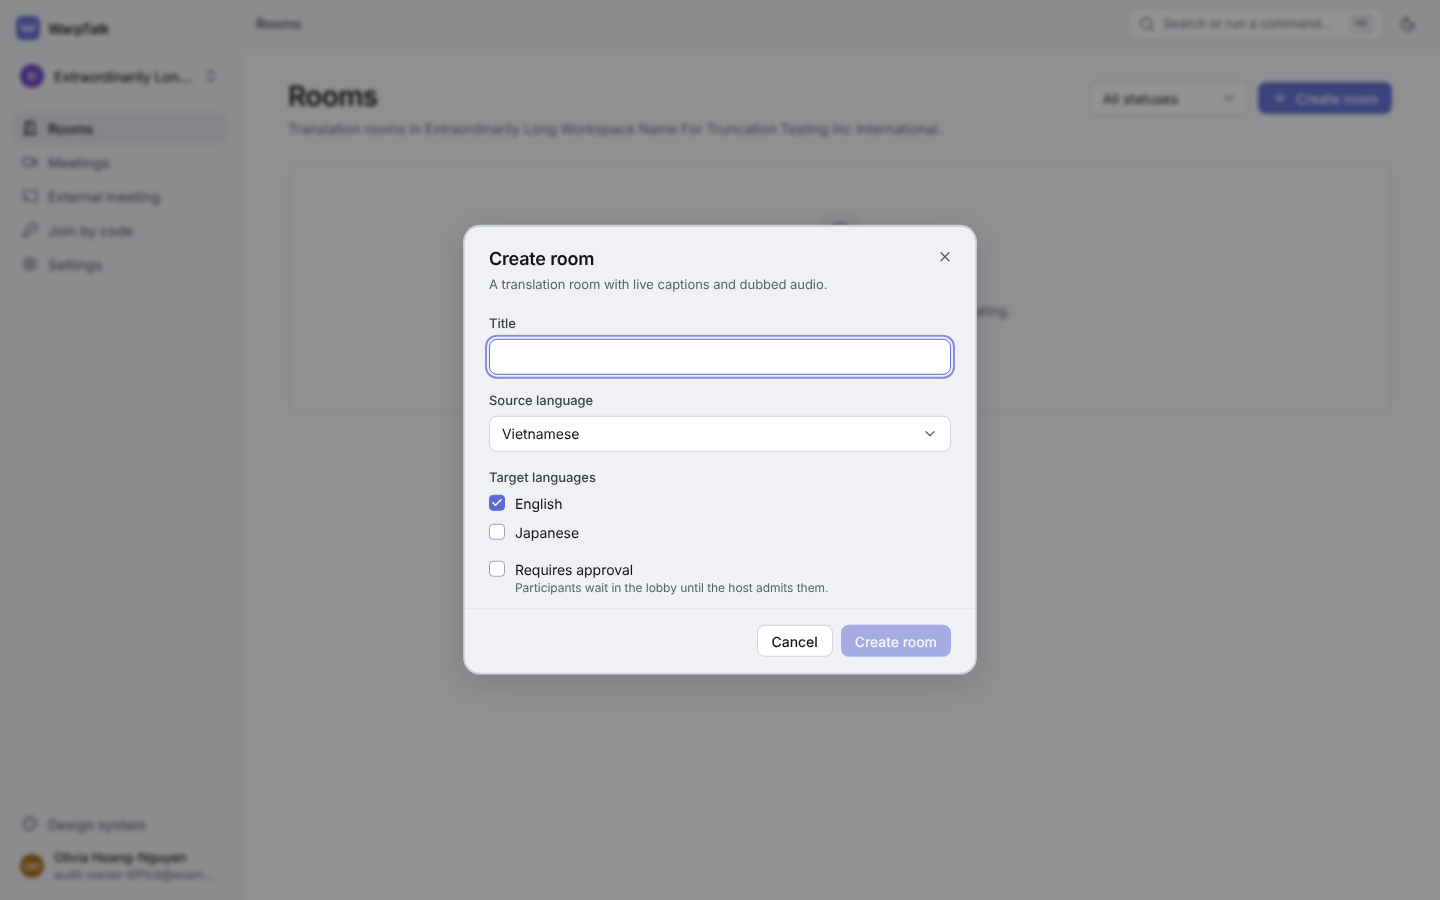 WarpTalk
Rooms
Search or run a command...
Extraordinarily Lon...
Rooms
Meetings
External meeting
Join by code
Settings
Rooms
Translation rooms in Extraordinarily Long Workspace Name For Truncation Testing Inc International.
All statuses
Create room
Create room
A translation room with live captions and dubbed audio.
Title
Source language
Vietnamese
Target languages
English
Japanese
Requires approval
Participants wait in the lobby until the host admits them.
Cancel
Create room
Design system
Olivia Hoang-Nguyen